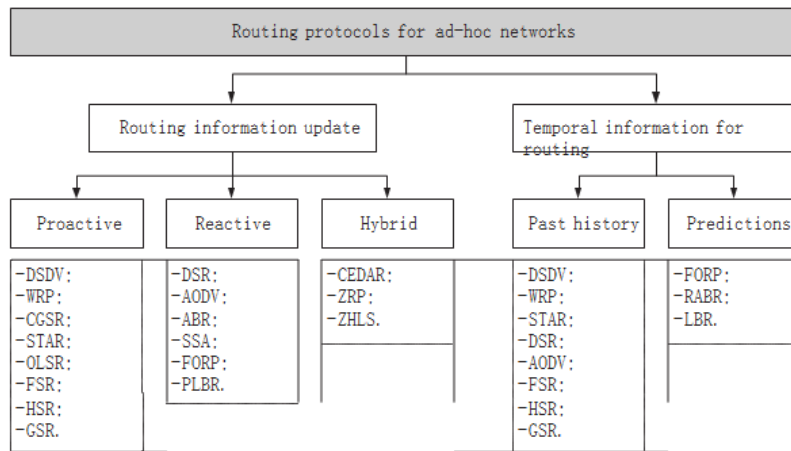 Routing protocols for ad-hoc networks
Routing information update
Temporal information for
routing
Proactive
Reactive
Hybrid
Past history
Predictions
-DSDV;
-WRP;
-CGSR;
-STAR;
-OLSR;
-FSR;
-HSR;
-GSR.
-DSR;
-AODV;
-ABR;
-SSA;
-FORP;
-PLBR.
-CEDAR;
-ZRP;
-ZHLS.
-DSDV;
-WRP;
-STAR;
-DSR;
-AODV;
-FSR;
-HSR;
-GSR.
-FORP;
-RABR;
-LBR.